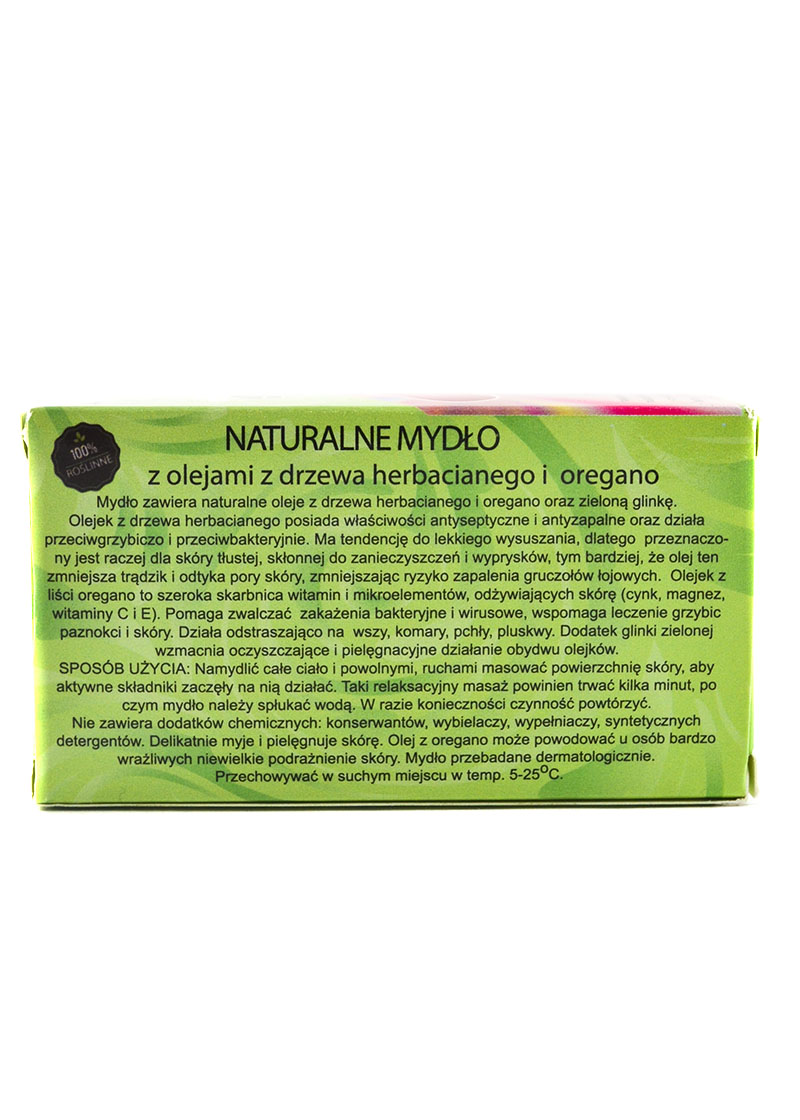 100%
ROŚLINNE
NATURALNE MYDŁO
z olejami z drzewa herbacianego i oregano
Mydło zawiera naturalne oleje z drzewa herbacianego i oregano oraz zieloną glinkę.
Olejek z drzewa herbacianego posiada właściwości antyseptyczne i antyzapalne oraz działa
przeciwgrzybiczo i przeciwbakteryjnie. Ma tendencję do lekkiego wysuszania, dlatego przeznaczo-
ny jest raczej dla skóry tłustej, skłonnej do zanieczyszczeń i wyprysków, tym bardziej, że olej ten
zmniejsza trądzik i odtyka pory skóry, zmniejszając ryzyko zapalenia gruczołów łojowych. Olejek z
liści oregano to szeroka skarbnica witamin i mikroelementów, odżywiających skórę (cynk, magnez,
witaminy C i E). Pomaga zwalczać zakażenia bakteryjne i wirusowe, wspomaga leczenie grzybic
paznokci i skóry. Działa odstraszająco na wszy, komary, pchły, pluskwy. Dodatek glinki zielonej
wzmacnia oczyszczające i pielęgnacyjne działanie obydwu olejków.
SPOSÓB UŻYCIA: Namydlić całe ciało i powolnymi, ruchami masować powierzchnię skóry, aby
aktywne składniki zaczęły na nią działać. Taki relaksacyjny masaż powinien trwać kilka minut, po
czym mydło należy spłukać wodą. W razie konieczności czynność powtórzyć.
Nie zawiera dodatków chemicznych: konserwantów, wybielaczy, wypełniaczy, syntetycznych
detergentów. Delikatnie myje i pielęgnuje skórę. Olej z oregano może powodować u osób bardzo
wrażliwych niewielkie podrażnienie skóry. Mydło przebadane dermatologicznie.
Przechowywać w suchym miejscu w temp. 5-25°C.